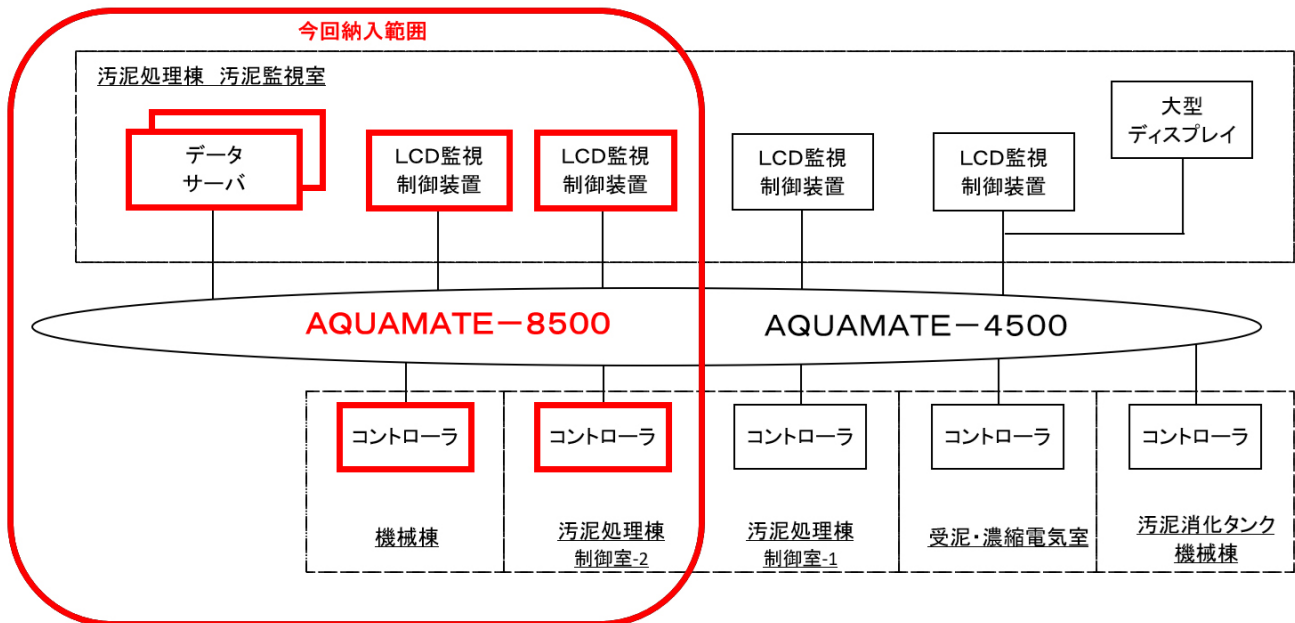 今回納入範囲
汚泥処理棟 汚泥監視室
データ
サーバ
LCD監視
制御装置
LCD監視
制御装置
LCD監視
制御装置
LCD監視
制御装置
大型
ディスプレイ
AQUAMATE－8500
AQUAMATE－4500
コントローラ
コントローラ
コントローラ
コントローラ
コントローラ
機械棟
汚泥処理棟
制御室-2
汚泥処理棟
制御室-1
受泥・濃縮電気室
汚泥消化タンク
機械棟